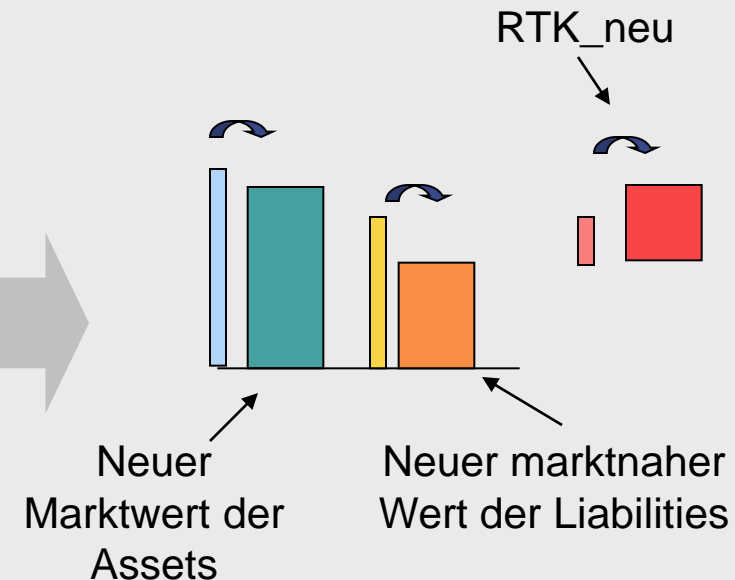 RTK_neu
Neuer
Marktwert der
Assets
Neuer marktnaher
Wert der Liabilities